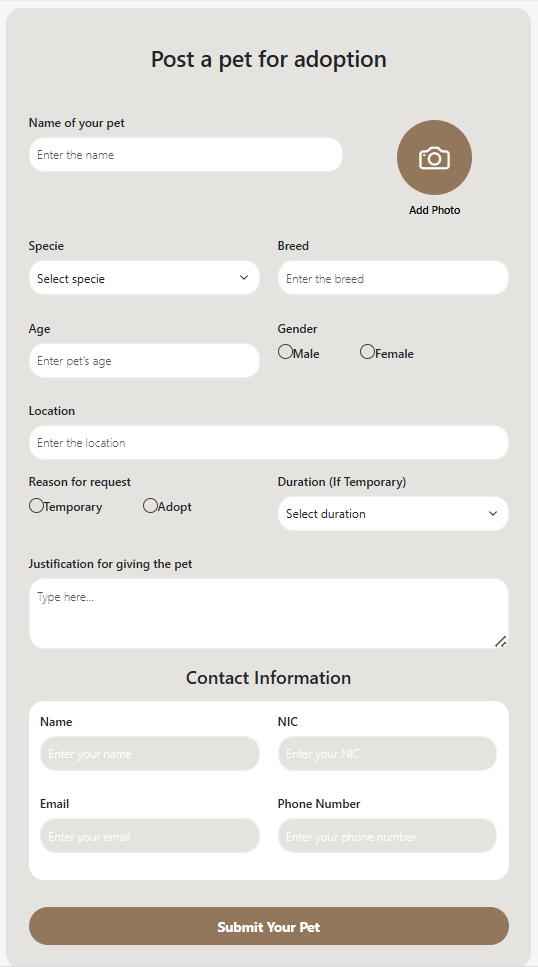 Post a pet for adoption
Name of your pet
Enter the name
Add Photo
Specie
Breed
Select specie
Enter the breed
Age
Gender
Enter pet's age
Male
Female
Location
Enter the location
Reason for request
Duration (If Temporary)
Temporary
Adopt
Select duration
Justification for giving the pet
Type here...
Contact Information
Name
NIC
Enter your name
Enter your NIC
Email
Phone Number
Enter your email
Enter your phone number
Submit Your Pet